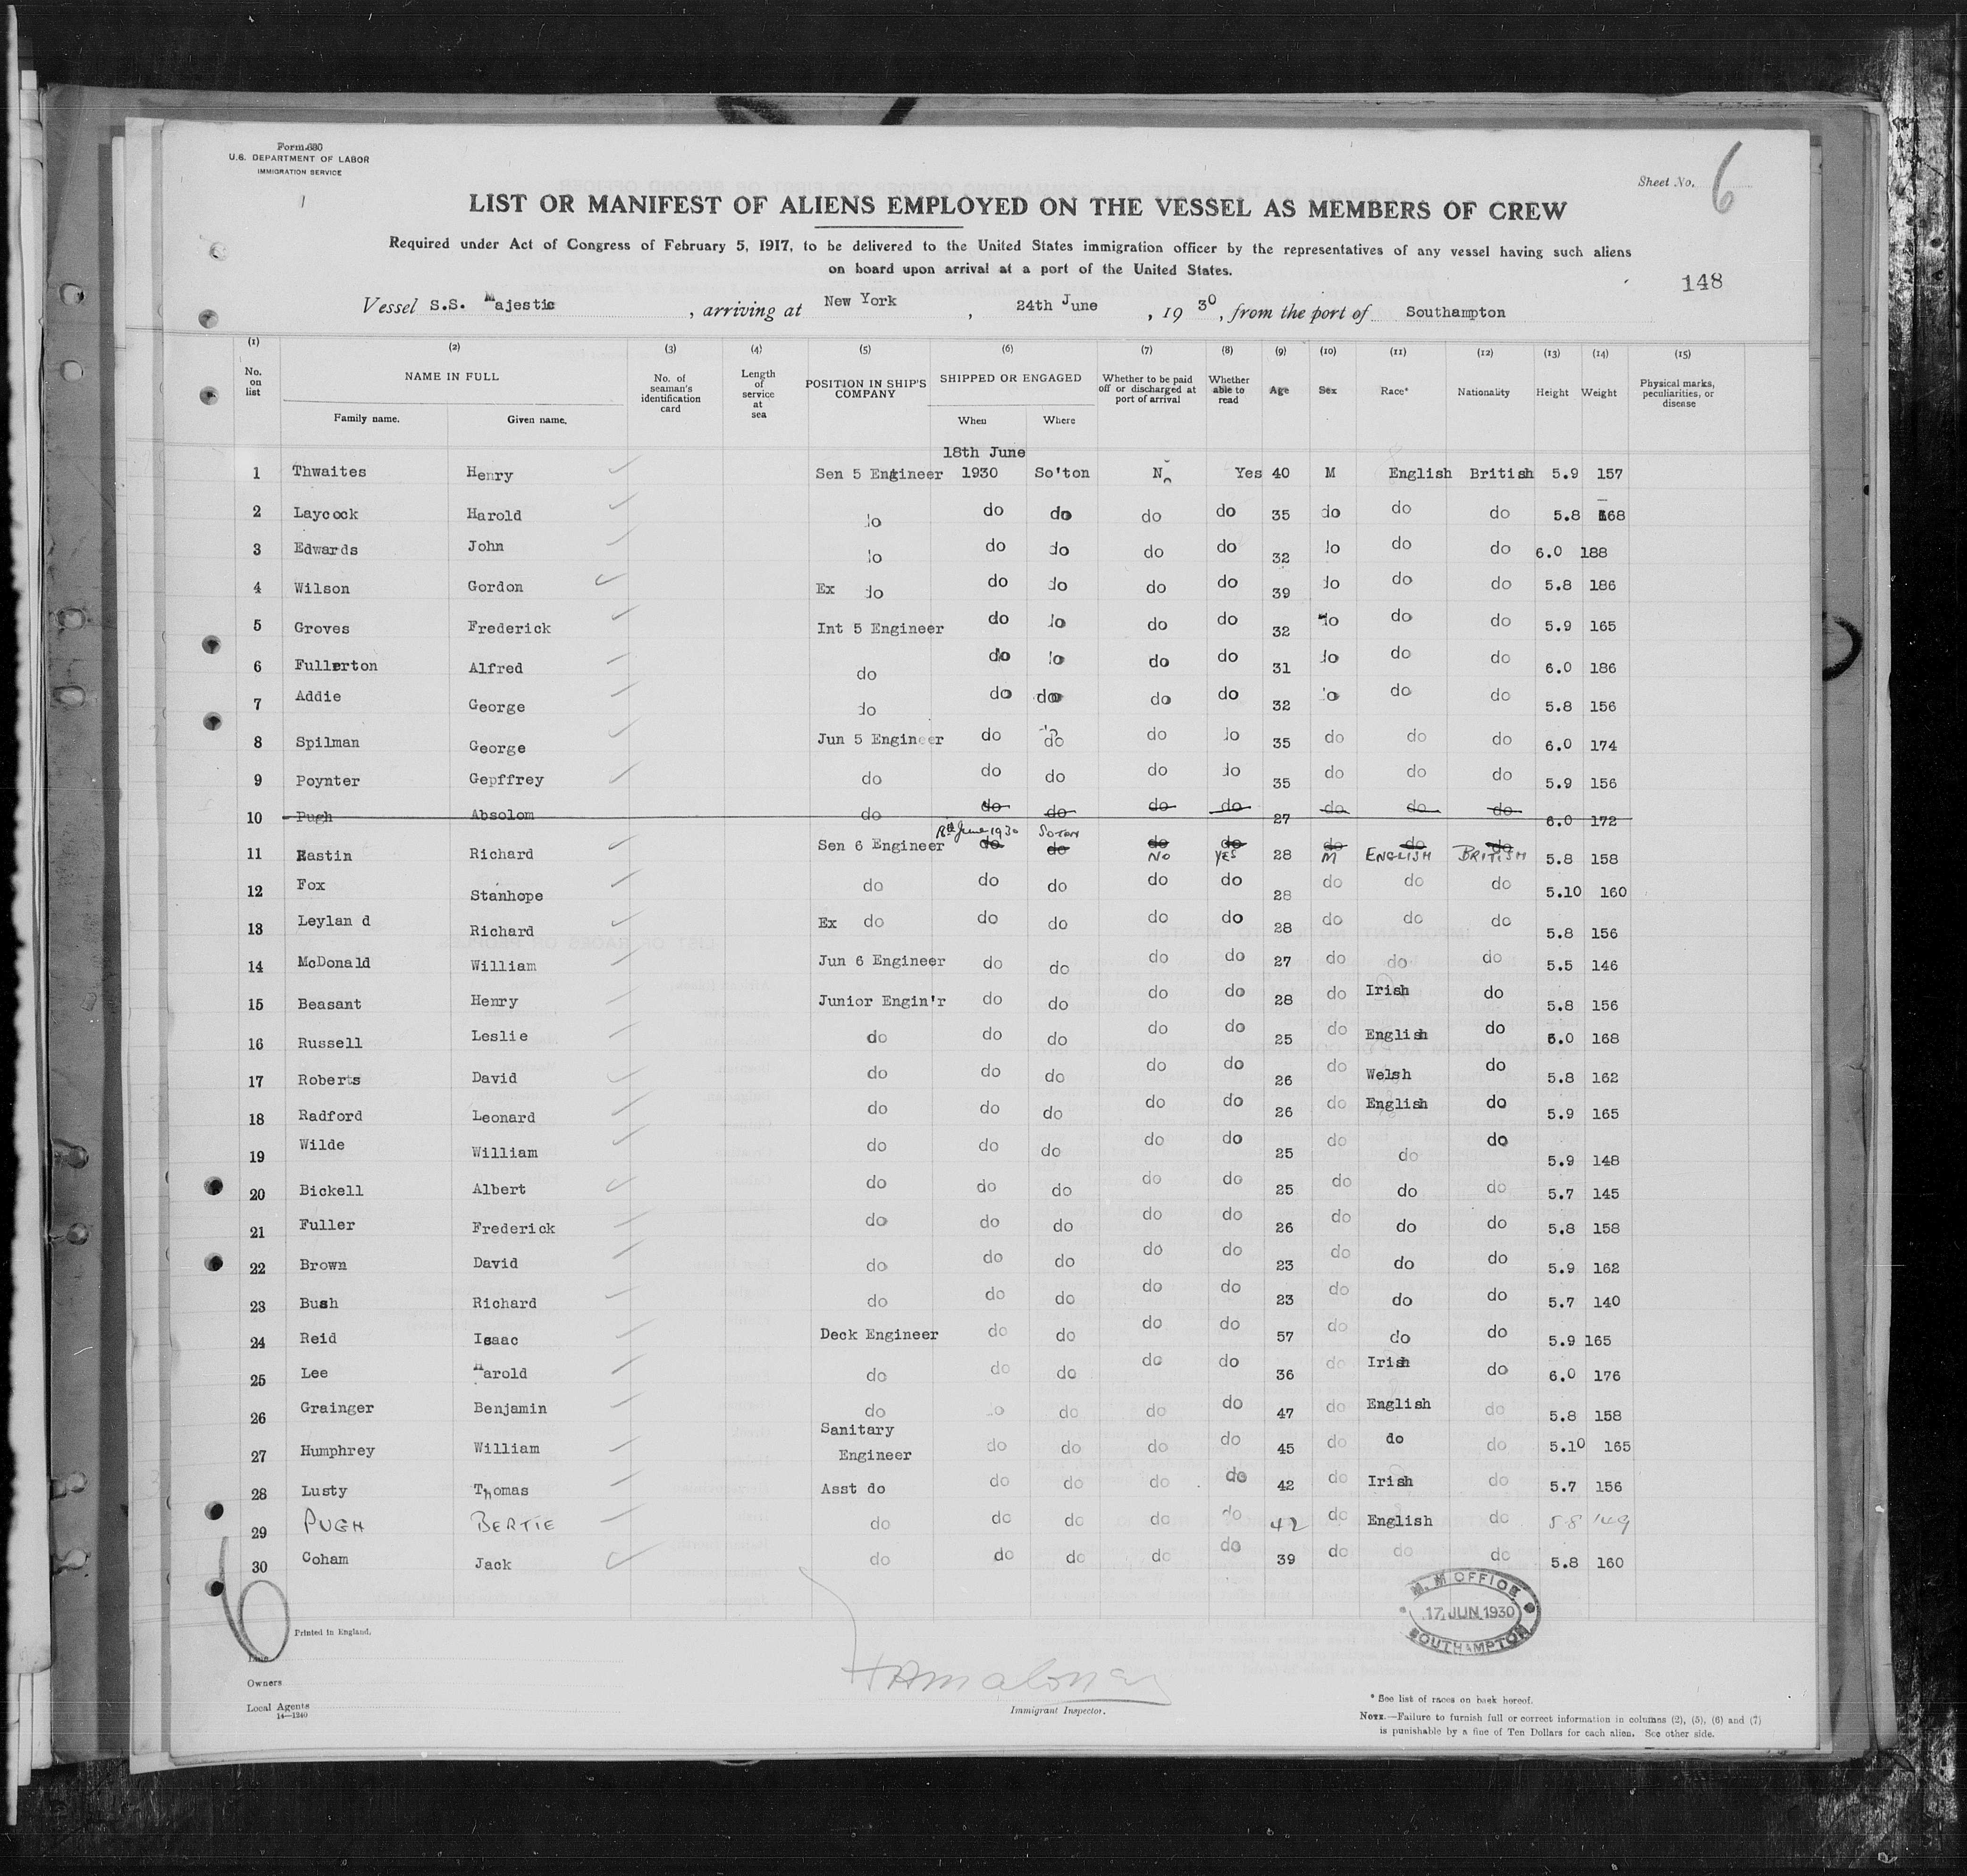 Form 680
U.S. DEPARTMENT OF LABOR
IMMIGRATION SERVICE
Sheet No. 6
LIST OR MANIFEST OF ALIENS EMPLOYED ON THE VESSEL AS MEMBERS OF CREW
Required under Act of Congress of February 5, 1917, to be delivered to the United States immigration officer by the representatives of any vessel having such aliens
on board upon arrival at a port of the United States.
148
Vessel S.S. Majestic, arriving at New York, 24th June, 1930, from the port of Southampton
(1) (2) (3) (4) (5) (6) (7) (8) (9) (10) (11) (12) (13) (14) (15)
No. on list NAME IN FULL Family name. Given name. No. of seaman's identification card Length of service at sea POSITION IN SHIP'S COMPANY SHIPPED OR ENGAGED When Where Whether to be paid off or discharged at port of arrival Whether able to read Age Sex Race* Nationality Height Weight Physical marks, peculiarities, or disease
18th June
1 Thwaites Henry Sen 5 Engineer 1930 So'ton No Yes 40 M English British 5.9 157
2 Laycock Harold do do do do do 35 do do do 5.8 168
3 Edwards John do do do do do 32 do do do 6.0 188
4 Wilson Gordon Ex do do do do do 39 do do do 5.8 186
5 Groves Frederick Int 5 Engineer do do do do 32 do do do 5.9 165
6 Fullerton Alfred do do do do do 31 do do do 6.0 186
7 Addie George do do do do do 32 do do do 5.8 156
8 Spilman George Jun 5 Engineer do do do do 35 do do do 6.0 174
9 Poynter Gepffrey do do do do do 35 do do do 5.9 156
10 Pugh Absolom do do do do do 27 do do do 6.0 172
18th June 1930 Soton
11 Eastin Richard Sen 6 Engineer do do do do 28 do do do 5.8 158
NO YES M ENGLISH BRITISH
12 Fox Stanhope do do do do do 28 do do do 5.10 160
13 Leylan d Richard Ex do do do do do 28 do do do 5.8 156
14 McDonald William Jun 6 Engineer do do do do 27 do do do 5.5 146
15 Beasant Henry Junior Engin'r do do do do 28 do Irish do 5.8 156
16 Russell Leslie do do do do do 25 do English do 6.0 168
17 Roberts David do do do do do 26 do Welsh do 5.8 162
18 Radford Leonard do do do do do 26 do English do 5.9 165
19 Wilde William do do do do do 25 do do do 5.9 148
20 Bickell Albert do do do do do 25 do do do 5.7 145
21 Fuller Frederick do do do do do 26 do do do 5.8 158
22 Brown David do do do do do 23 do do do 5.9 162
23 Bush Richard do do do do do 23 do do do 5.7 140
24 Reid Isaac Deck Engineer do do do do 57 do do do 5.9 165
25 Lee Harold do do do do do 36 do Irish do 6.0 176
26 Grainger Benjamin do do do do do 47 do English do 5.8 158
27 Humphrey William Sanitary Engineer do do do do 45 do do do 5.10 165
28 Lusty Thomas Asst do do do do do 42 do Irish do 5.7 156
29 PUGH BERTIE do do do do do 42 do English do 5 8 149
30 Coham Jack do do do do do 39 do do do 5.8 160
M. M OFFICE
17 JUN 1930
SOUTHAMPTON
6
Printed in England.
Line
Owners
Local Agents
14—1240
Immigrant Inspector.
* See list of races on back hereof.
NOTE.—Failure to furnish full or correct information in columns (2), (5), (6) and (7)
is punishable by a fine of Ten Dollars for each alien. See other side.